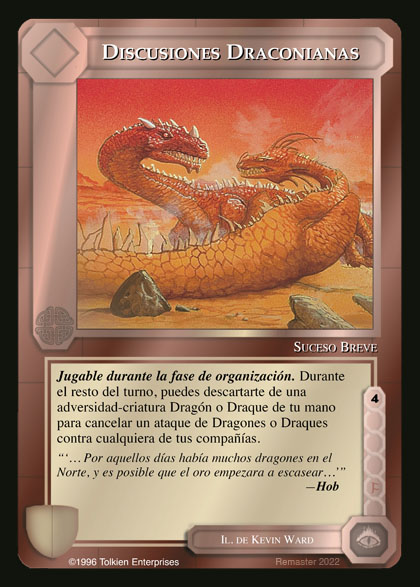 Discusiones Draconianas
Suceso Breve
Jugable durante la fase de organización. Durante
el resto del turno, puedes descartarte de una
adversidad-criatura Dragón o Draque de tu mano
para cancelar un ataque de Dragones o Draques
contra cualquiera de tus compañías.
“‘… Por aquellos días había muchos dragones en el
Norte, y es posible que el oro empezara a escasear…’”
—Hob
4
Il. de Kevin Ward
©1996 Tolkien Enterprises
Remaster 2022